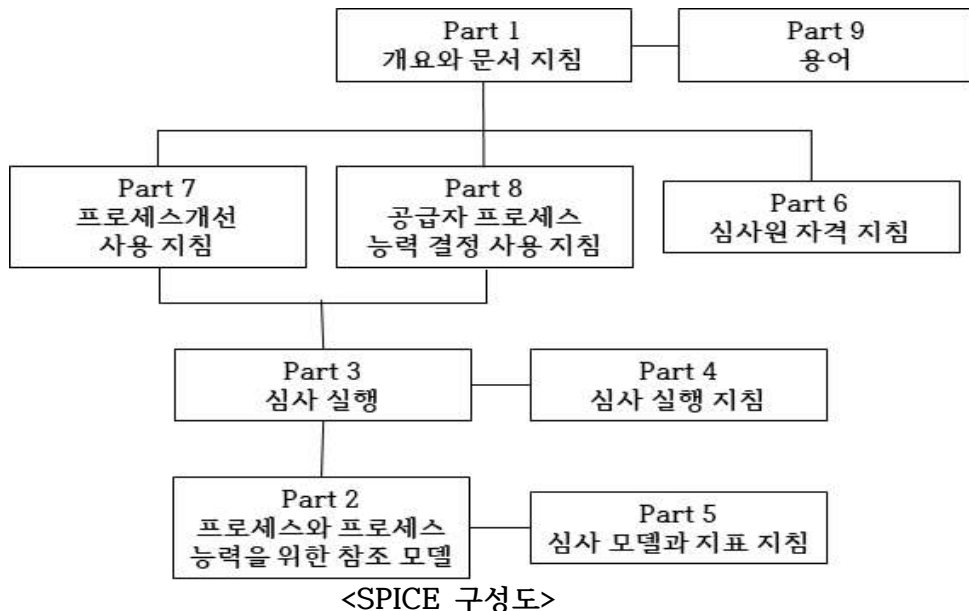 Part 1
개요와 문서 지침
Part 9
용어
Part 7
프로세스개선
사용 지침
Part 8
공급자 프로세스
능력 결정 사용 지침
Part 6
심사원 자격 지침
Part 3
심사 실행
Part 4
심사 실행 지침
Part 2
프로세스와 프로세스
능력을 위한 참조 모델
Part 5
심사 모델과 지표 지침
<SPICE 구성도>